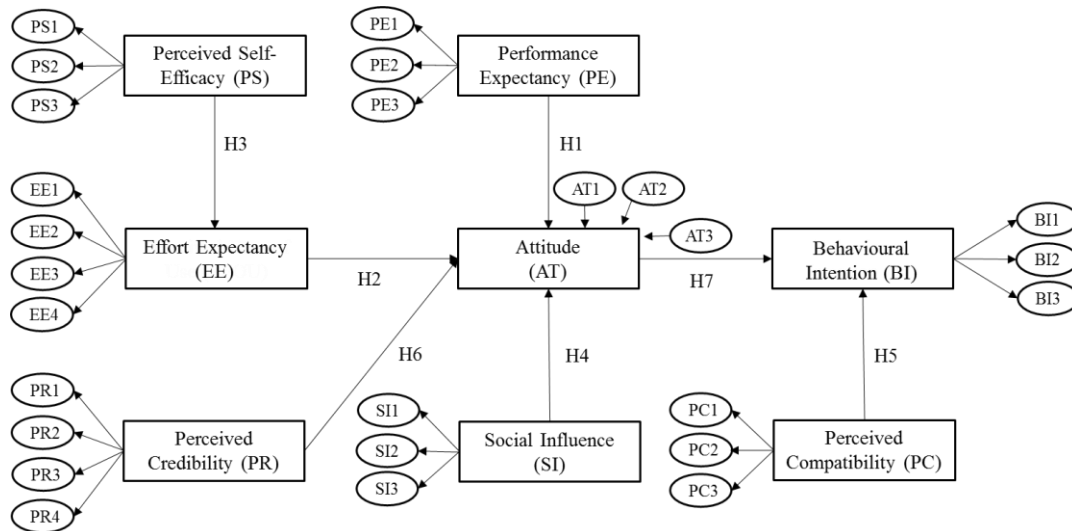 PS1
PS2
PS3
Perceived Self-
Efficacy (PS)
PE1
PE2
PE3
Performance
Expectancy (PE)
H3
H1
EE1
EE2
EE3
EE4
Effort Expectancy
(EE)
H2
AT1
AT2
AT3
Attitude
(AT)
H7
Behavioural
Intention (BI)
BI1
BI2
BI3
H6
H4
H5
PR1
PR2
PR3
PR4
Perceived
Credibility (PR)
SI1
SI2
SI3
Social Influence
(SI)
PC1
PC2
PC3
Perceived
Compatibility (PC)